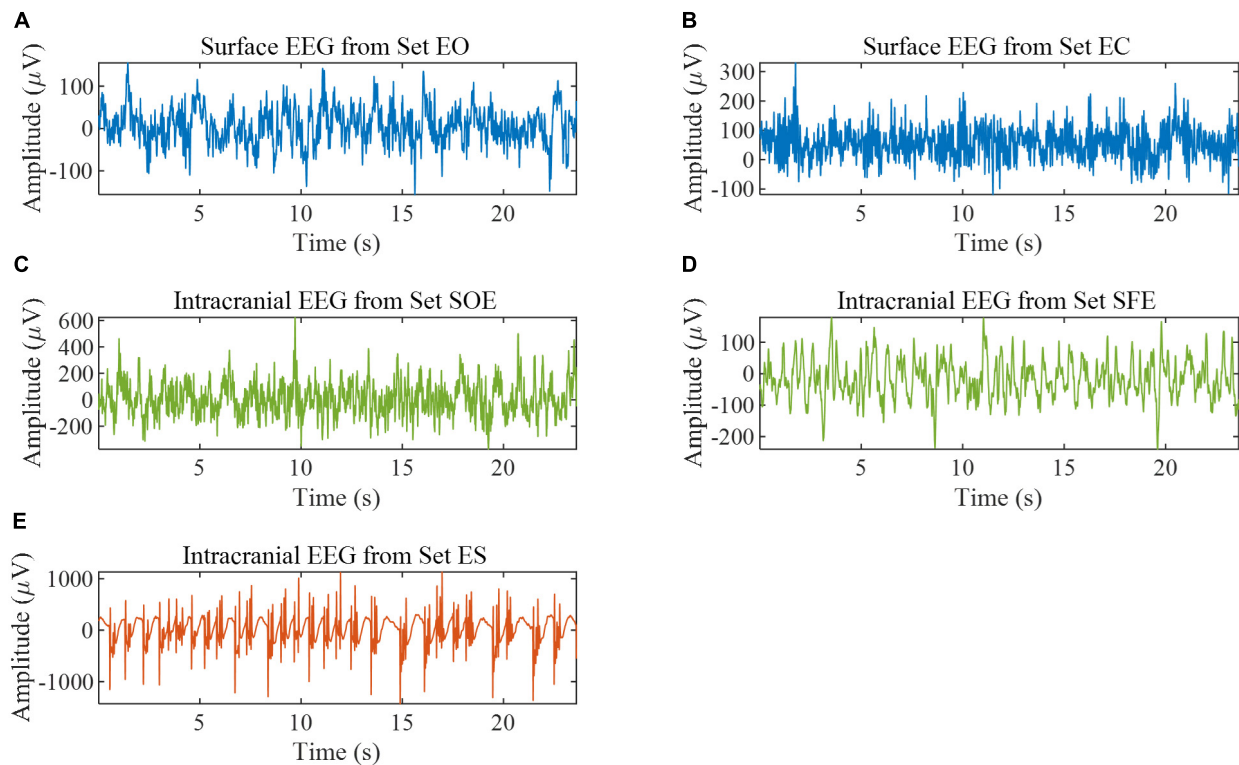 A
Surface EEG from Set EO
Amplitude (μV)
100
0
-100
5
10
15
20
Time (s)
B
Surface EEG from Set EC
Amplitude (μV)
300
200
100
0
-100
5
10
15
20
Time (s)
C
Intracranial EEG from Set SOE
Amplitude (μV)
600
400
200
0
-200
5
10
15
20
Time (s)
D
Intracranial EEG from Set SFE
Amplitude (μV)
100
0
-100
-200
5
10
15
20
Time (s)
E
Intracranial EEG from Set ES
Amplitude (μV)
1000
0
-1000
5
10
15
20
Time (s)